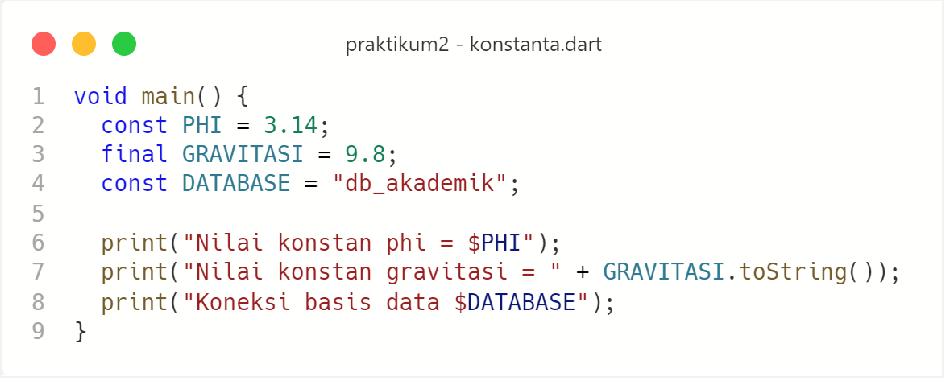 praktikum2 - konstanta.dart
1 void main() {
2   const PHI = 3.14;
3   final GRAVITASI = 9.8;
4   const DATABASE = "db_akademik";
5
6   print("Nilai konstan phi = $PHI");
7   print("Nilai konstan gravitasi = " + GRAVITASI.toString());
8   print("Koneksi basis data $DATABASE");
9 }